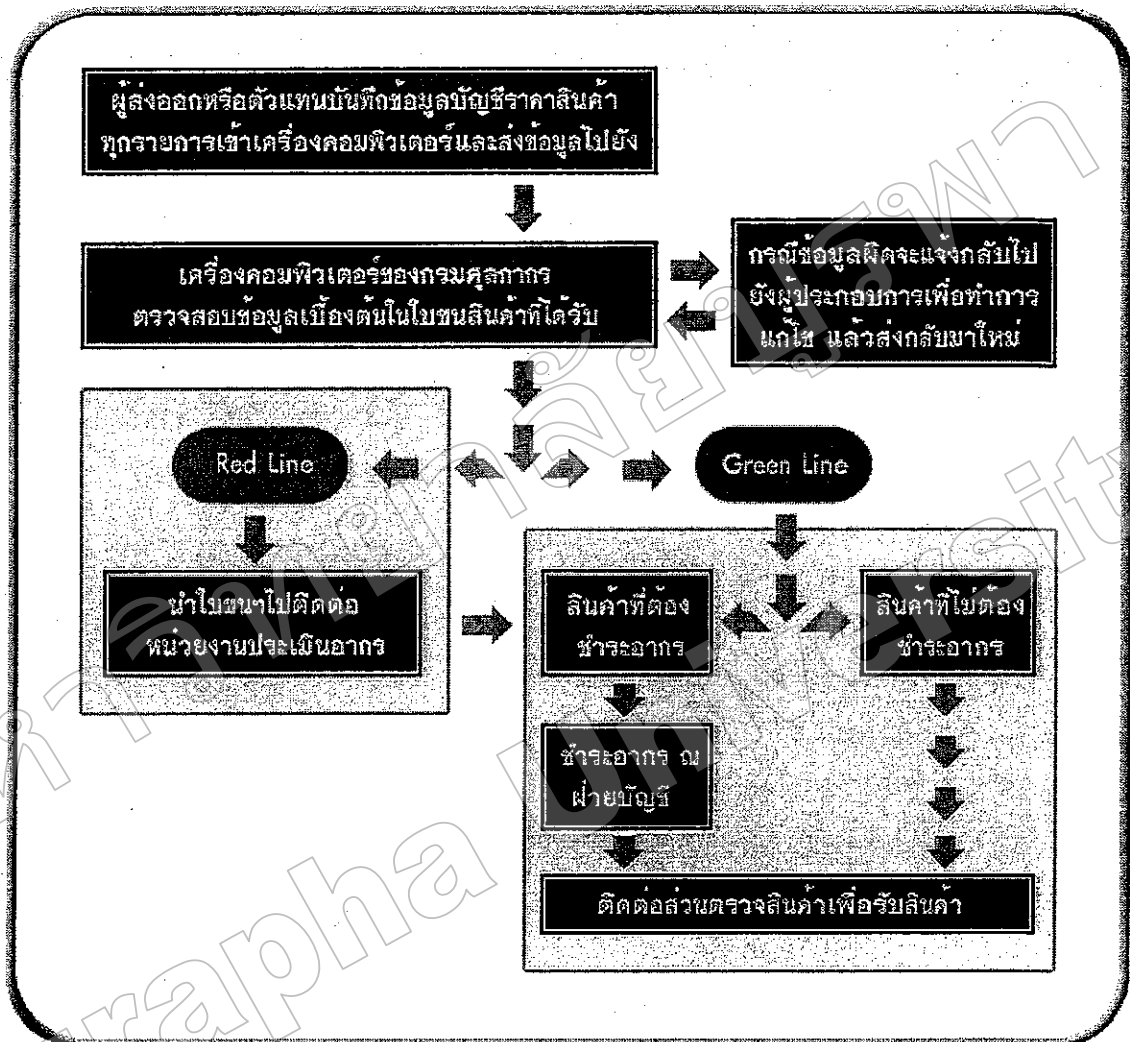 ผู้ส่งออกหรือตัวแทนบันทึกข้อมูลบัญชีราคาสินค้า
ทุกรายการเข้าเครื่องคอมพิวเตอร์และส่งข้อมูลไปยัง
เครื่องคอมพิวเตอร์ของกรมศุลกากร
ตรวจสอบข้อมูลเบื้องต้นในใบขนสินค้าที่ได้รับ
กรณีข้อมูลผิดจะแจ้งกลับไป
ยังผู้ประกอบการเพื่อทำการ
แก้ไข แล้วส่งกลับมาใหม่
Red Line
Green Line
นำใบขนฯไปติดต่อ
หน่วยงานประเมินอากร
สินค้าที่ต้อง
ชำระอากร
สินค้าที่ไม่ต้อง
ชำระอากร
ชำระอากร ณ
ฝ่ายบัญชี
ติดต่อส่วนตรวจสินค้าเพื่อรับสินค้า
มหาวิทยาลัยบูรพา
Burapha University